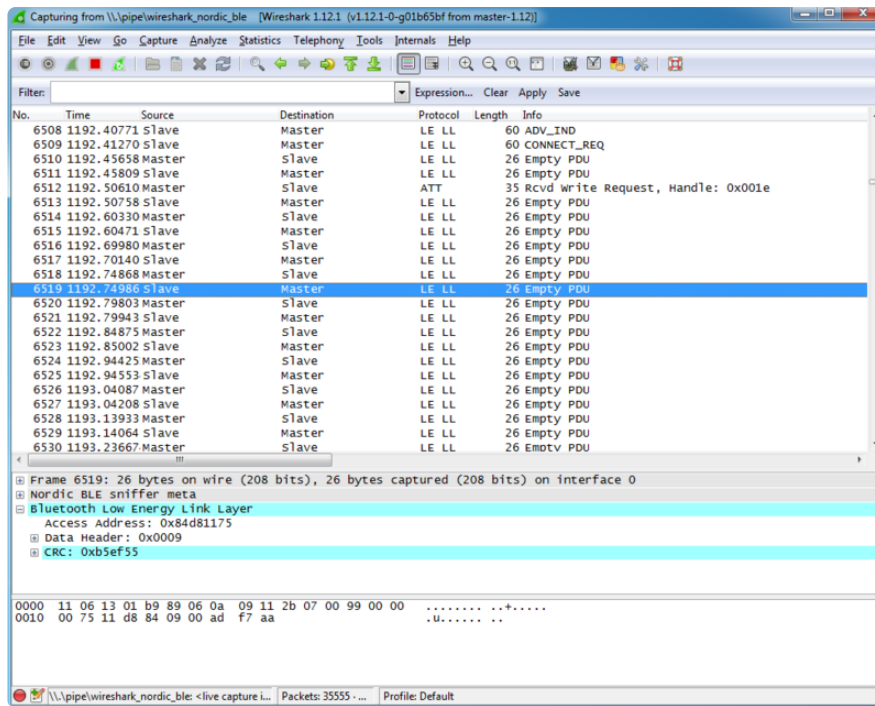 Capturing from \\.\pipe\wireshark_nordic_ble [Wireshark 1.12.1 (v1.12.1-0-g01b65bf from master-1.12)]
File Edit View Go Capture Analyze Statistics Telephony Tools Internals Help
Filter: Expression... Clear Apply Save
No. Time Source Destination Protocol Length Info
6508 1192.40771 Slave Master LE LL 60 ADV_IND
6509 1192.41270 Slave Master LE LL 60 CONNECT_REQ
6510 1192.45658 Master Slave LE LL 26 Empty PDU
6511 1192.45809 Slave Master LE LL 26 Empty PDU
6512 1192.50610 Master Slave ATT 35 Rcvd Write Request, Handle: 0x001e
6513 1192.50758 Slave Master LE LL 26 Empty PDU
6514 1192.60330 Master Slave LE LL 26 Empty PDU
6515 1192.60471 Slave Master LE LL 26 Empty PDU
6516 1192.69980 Master Slave LE LL 26 Empty PDU
6517 1192.70140 Slave Master LE LL 26 Empty PDU
6518 1192.74868 Master Slave LE LL 26 Empty PDU
6519 1192.74986 Slave Master LE LL 26 Empty PDU
6520 1192.79803 Master Slave LE LL 26 Empty PDU
6521 1192.79943 Slave Master LE LL 26 Empty PDU
6522 1192.84875 Master Slave LE LL 26 Empty PDU
6523 1192.85002 Slave Master LE LL 26 Empty PDU
6524 1192.94425 Master Slave LE LL 26 Empty PDU
6525 1192.94553 Slave Master LE LL 26 Empty PDU
6526 1193.04087 Master Slave LE LL 26 Empty PDU
6527 1193.04208 Slave Master LE LL 26 Empty PDU
6528 1193.13933 Master Slave LE LL 26 Empty PDU
6529 1193.14064 Slave Master LE LL 26 Empty PDU
6530 1193.23667 Master Slave LE LL 26 Empty PDU
Frame 6519: 26 bytes on wire (208 bits), 26 bytes captured (208 bits) on interface 0
Nordic BLE sniffer meta
Bluetooth Low Energy Link Layer
Access Address: 0x84d81175
Data Header: 0x0009
CRC: 0xb5ef55
0000 11 06 13 01 b9 89 06 0a 09 11 2b 07 00 99 00 00 ........ ..+.....
0010 00 75 11 d8 84 09 00 ad f7 aa .u...... ..
\\.\pipe\wireshark_nordic_ble: <live capture i... Packets: 35555 · ... Profile: Default